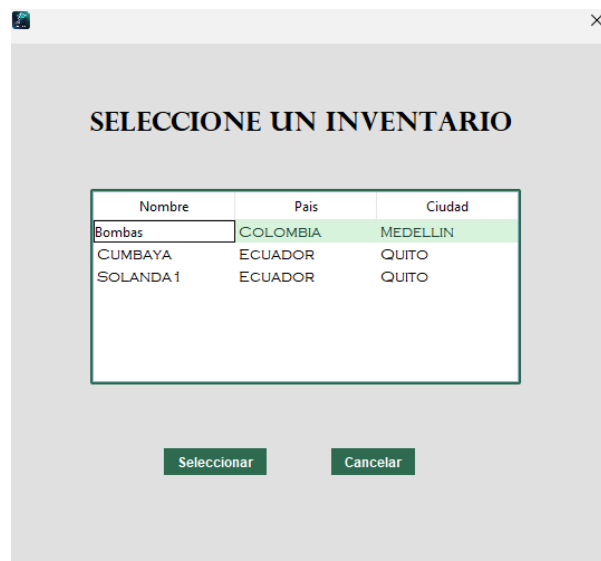 SELECCIONE UN INVENTARIO
Nombre Pais Ciudad
Bombas COLOMBIA MEDELLIN
CUMBAYA ECUADOR QUITO
SOLANDA1 ECUADOR QUITO
Seleccionar Cancelar